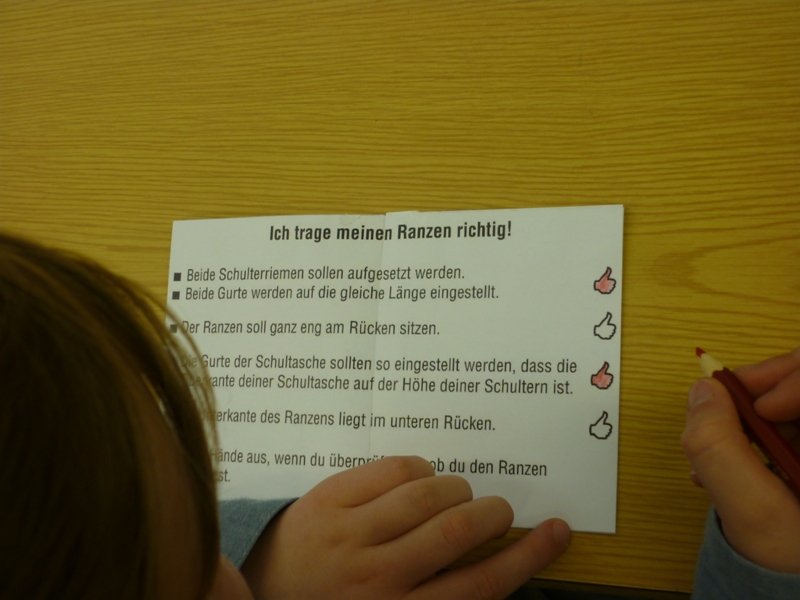 Ich trage meinen Ranzen richtig!
Beide Schulterriemen sollen aufgesetzt werden.
Beide Gurte werden auf die gleiche Länge eingestellt.
Der Ranzen soll ganz eng am Rücken sitzen.
Die Gurte der Schultasche sollten so eingestellt werden, dass die
kante deiner Schultasche auf der Höhe deiner Schultern ist.
erkante des Ranzens liegt im unteren Rücken.
Hände aus, wenn du ob du den Ranzen